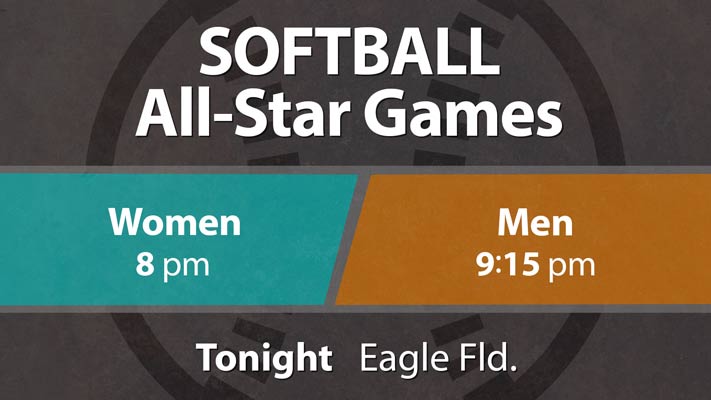 SOFTBALL
All-Star Games
Women
8 pm
Men
9:15 pm
Tonight Eagle Fld.